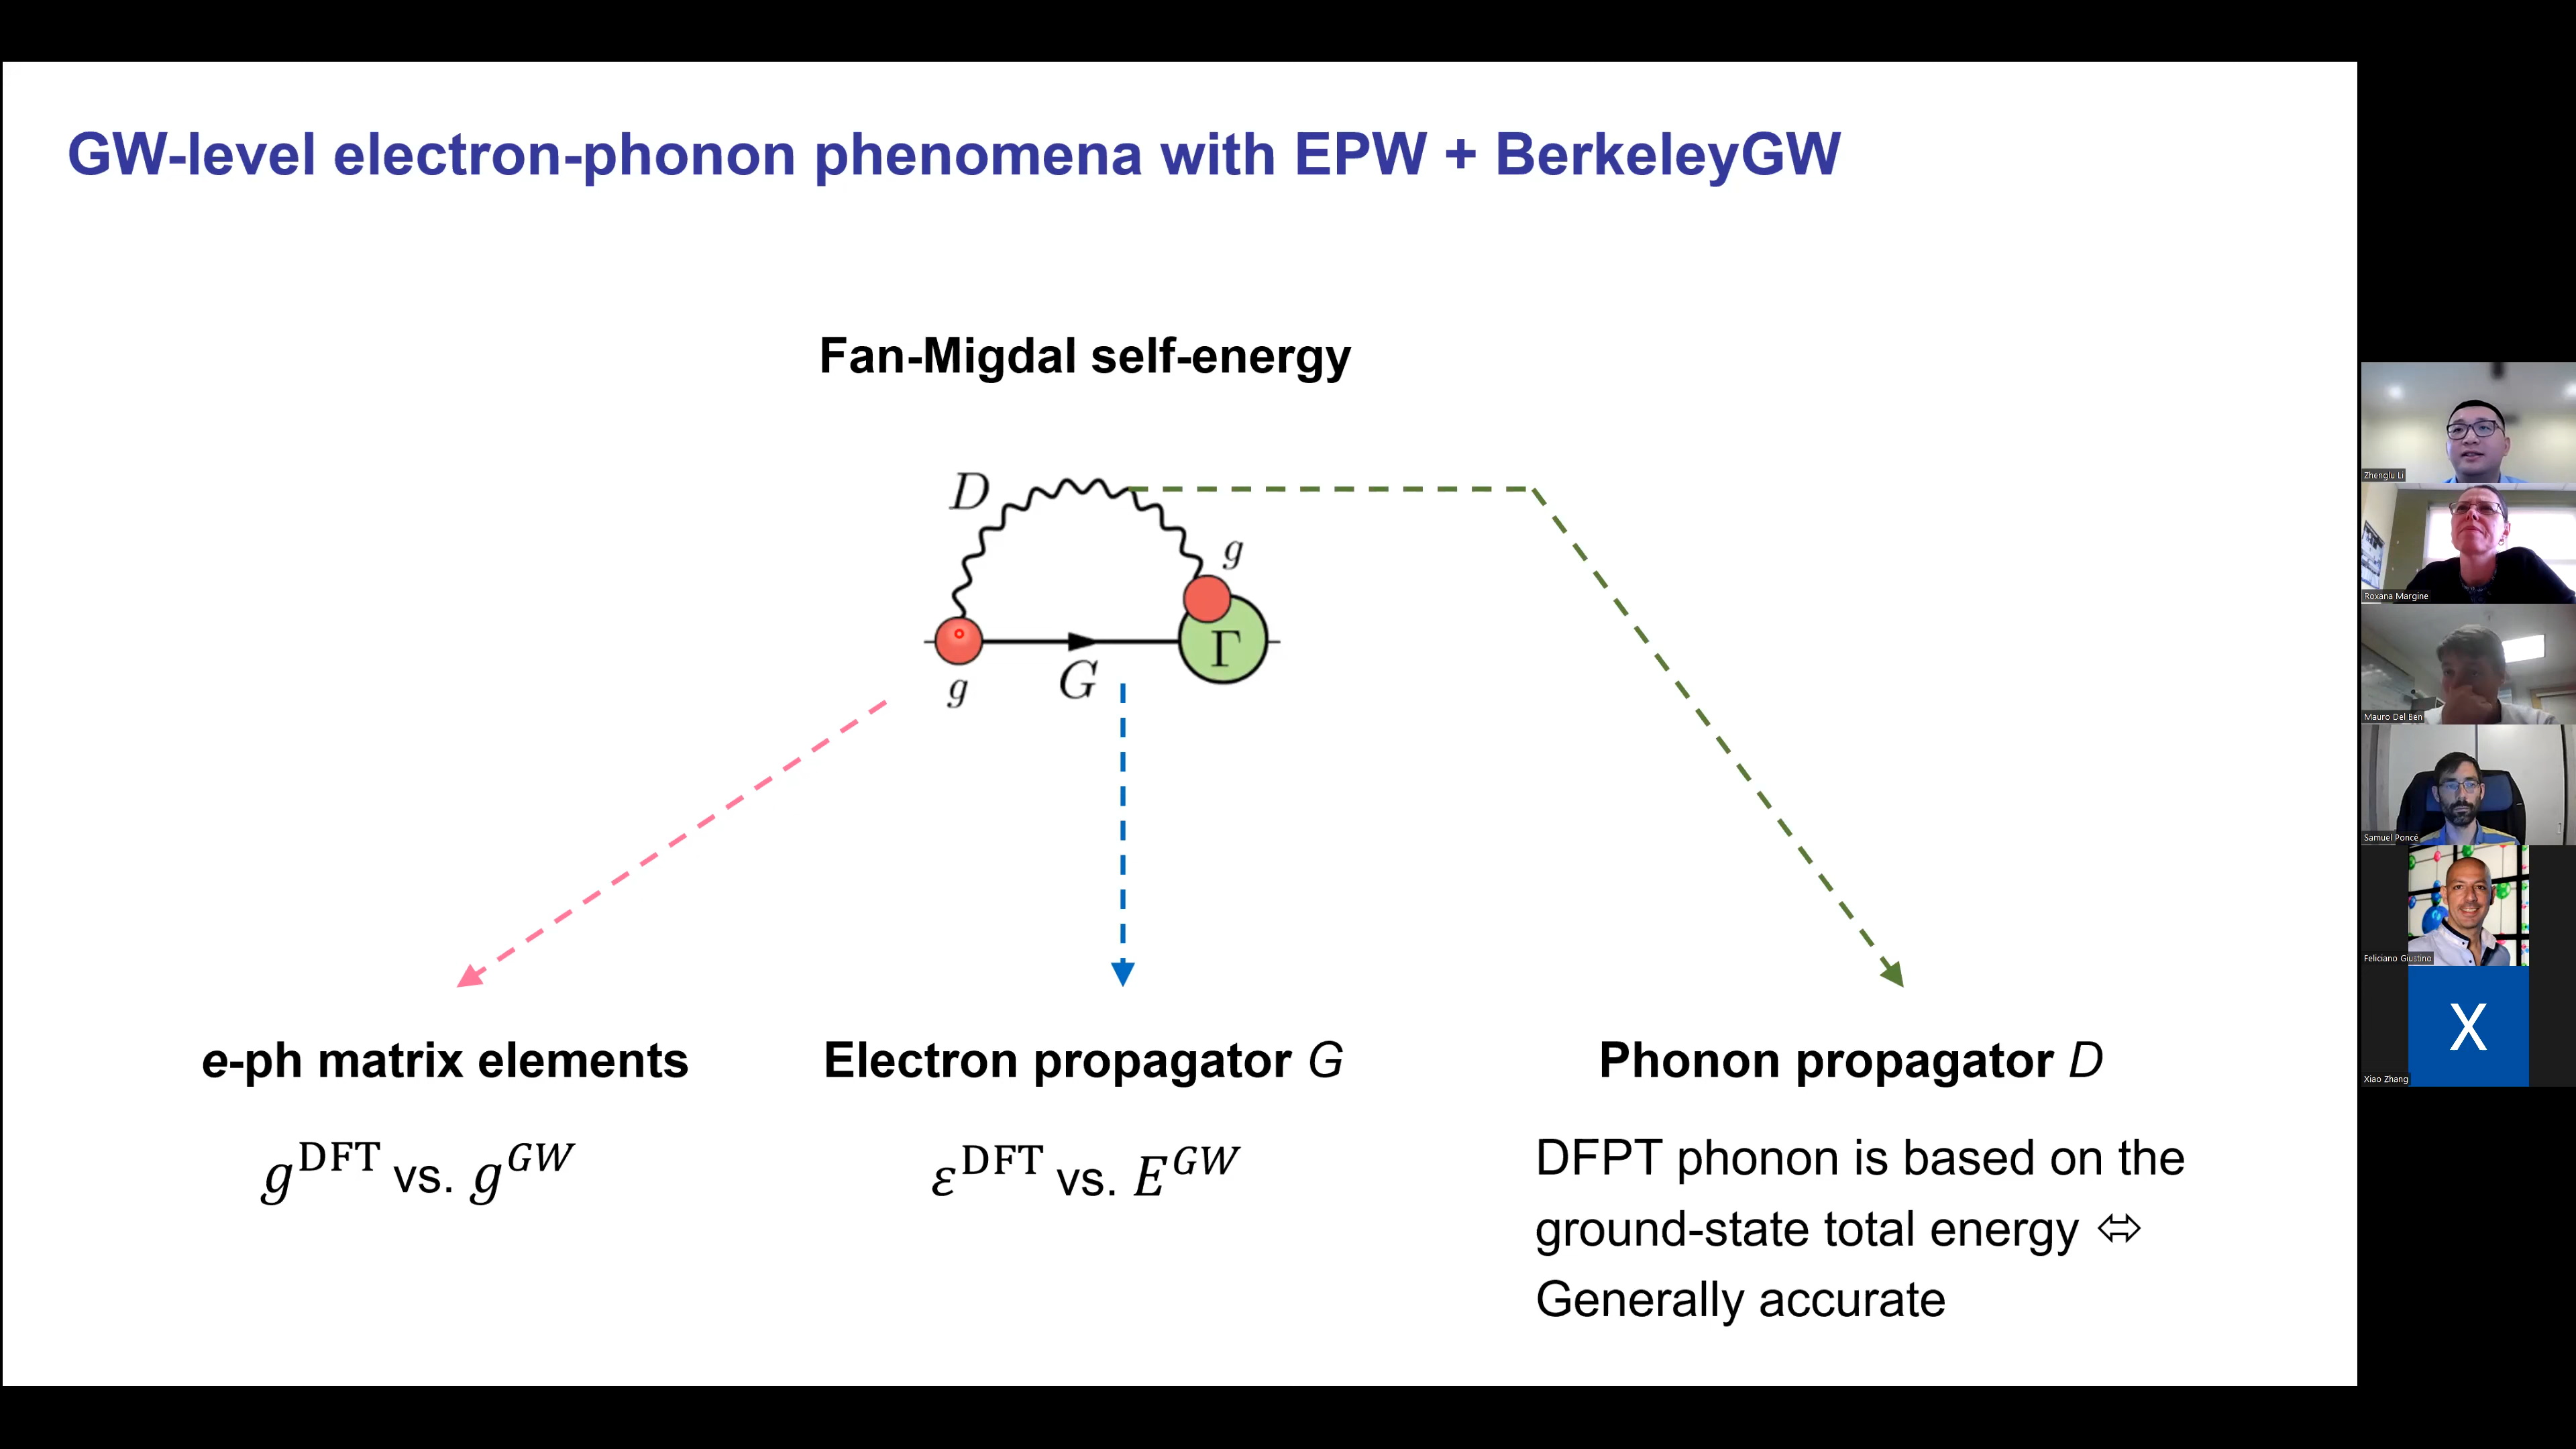 GW-level electron-phonon phenomena with EPW + BerkeleyGW
Fan-Migdal self-energy
D
g
Γ
G
g
e-ph matrix elements
g^DFT vs. g^GW
Electron propagator G
ε^DFT vs. E^GW
Phonon propagator D
DFPT phonon is based on the
ground-state total energy ⬄
Generally accurate
Zhenglu Li
Roxana Margine
Mauro Del Ben
Samuel Poncé
Feliciano Giustino
X
Xiao Zhang